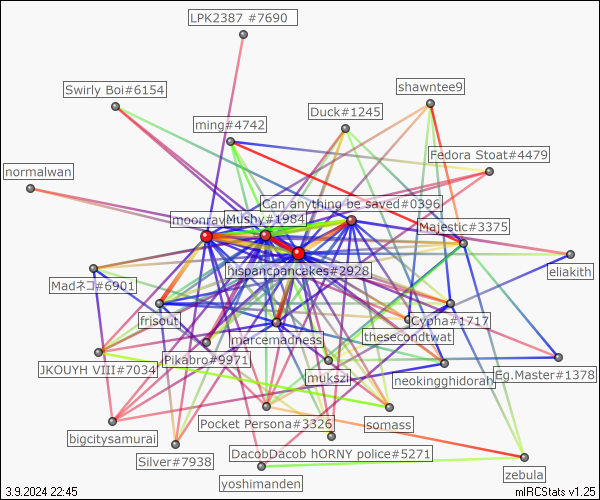 LPK2387 #7690
Swirly Boi#6154
shawntee9
Duck#1245
ming#4742
Fedora Stoat#4479
normalwan
Can anything be saved#0396
Mushy#1984
Majestic#3375
hispancpancakes#2928
eliakith
Madネコ#6901
frisout
Cypha#1717
marcemadness
thesecondtwat
Pikabro#9971
JKOUYH VIII#7034
mukszi
neokingghidorah
Eg.Master#1378
Pocket Persona#3326
somass
bigcitysamurai
DacobDacob hORNY police#5271
Silver#7938
zebula
yoshimanden
3.9.2024 22:45
mIRCStats v1.25